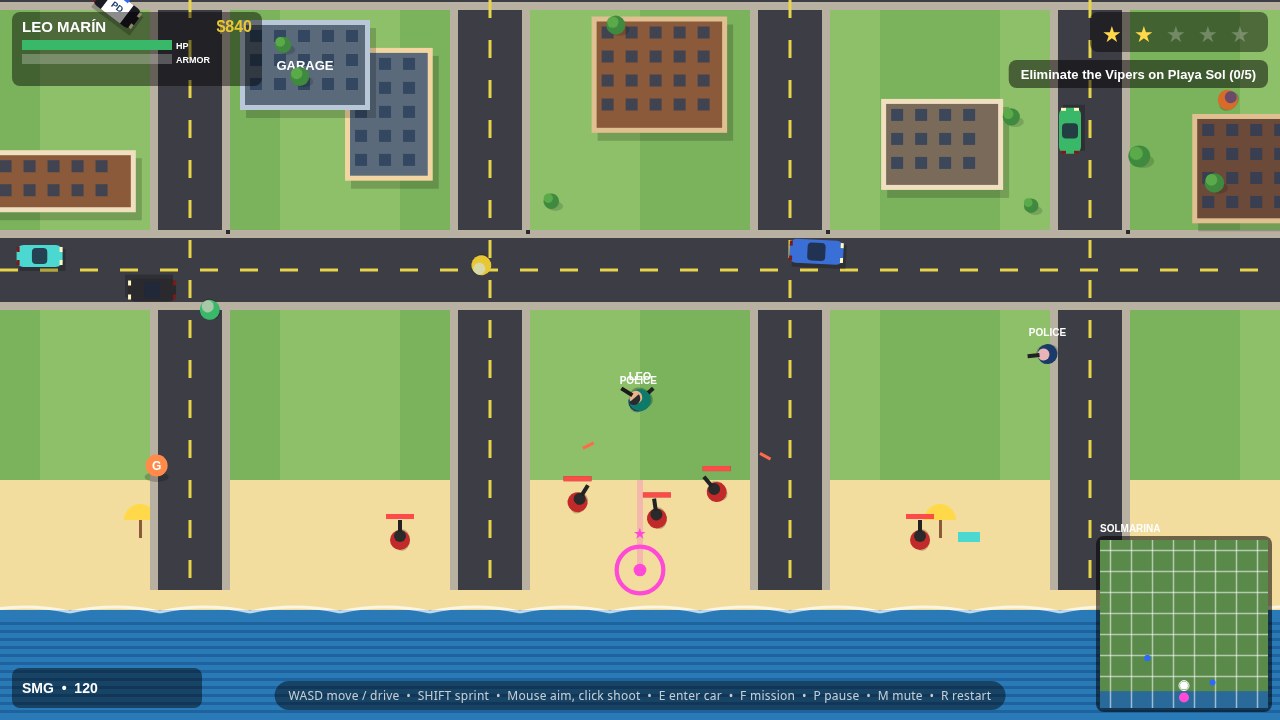 PD
LEO MARÍN
$840
HP
ARMOR
GARAGE
Eliminate the Vipers on Playa Sol (0/5)
POLICE
LEO
POLICE
G
SOLMARINA
SMG • 120
WASD move / drive • SHIFT sprint • Mouse aim, click shoot • E enter car • F mission • P pause • M mute • R restart